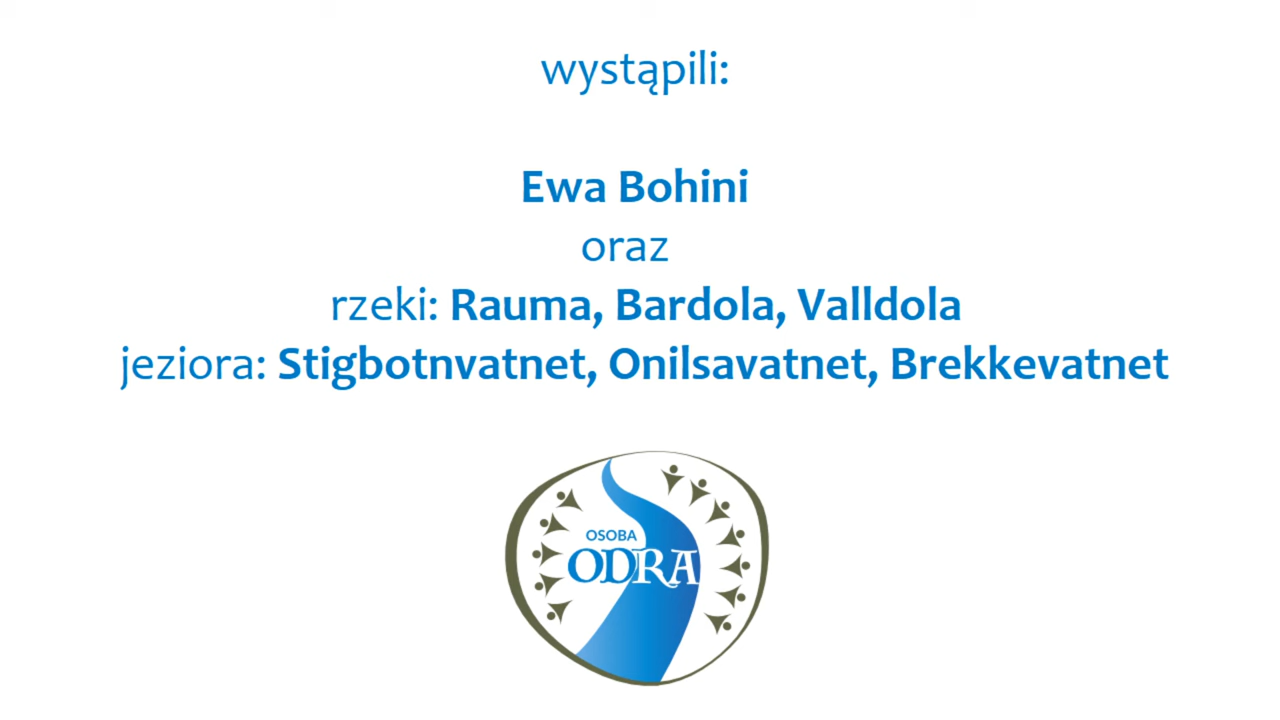 wystąpili:
Ewa Bohini
oraz
rzeki: Rauma, Bardola, Valldola
jeziora: Stigbotnvatnet, Onilsavatnet, Brekkevatnet
OSOBA
ODRA